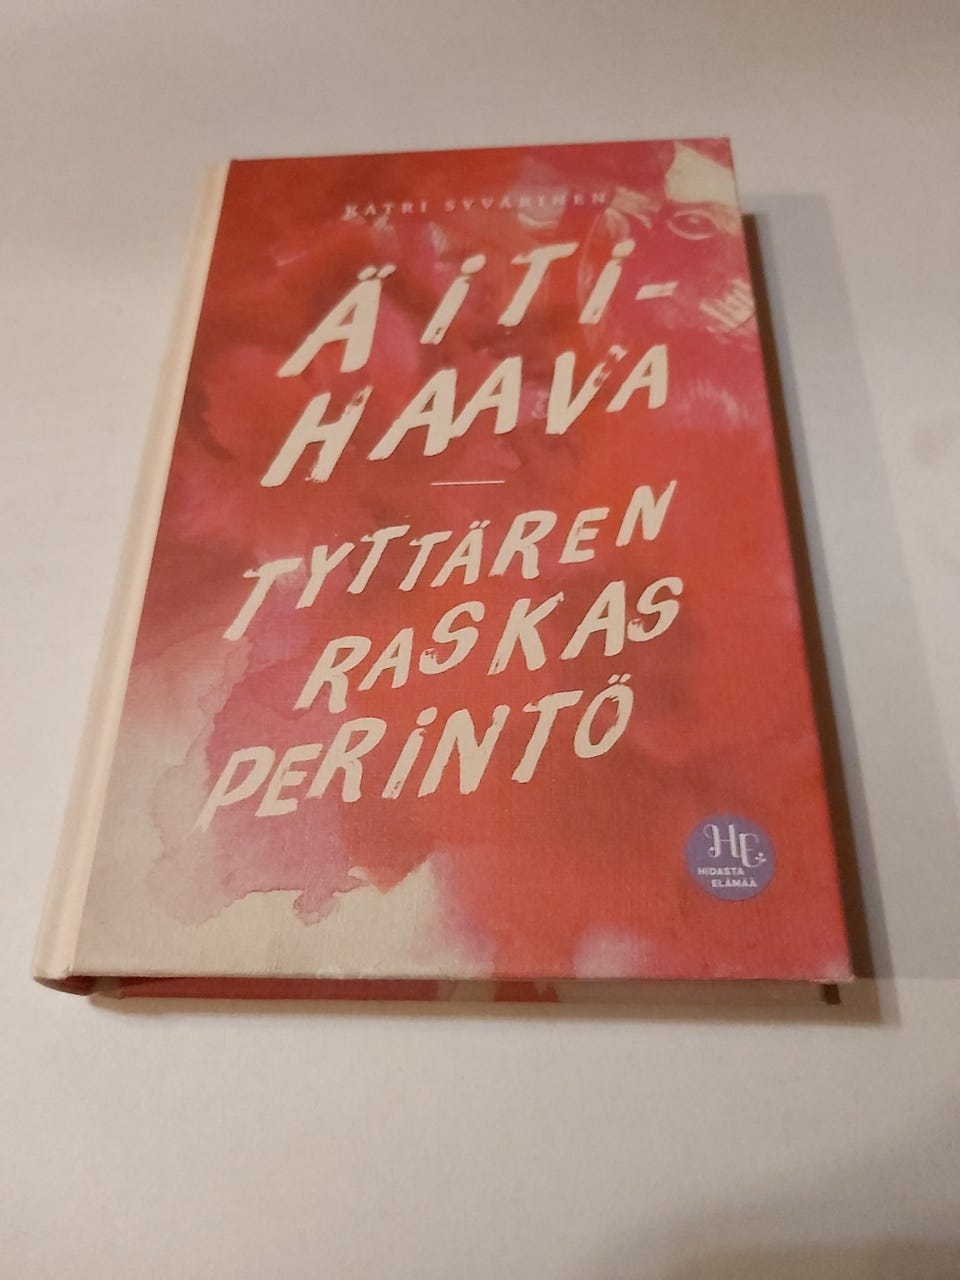 KATRI SYVÄRINEN
ÄITI-
HAAVA
TYTTÄREN
RASKAS
PERINTÖ
HE
HIDASTA
ELÄMÄÄ